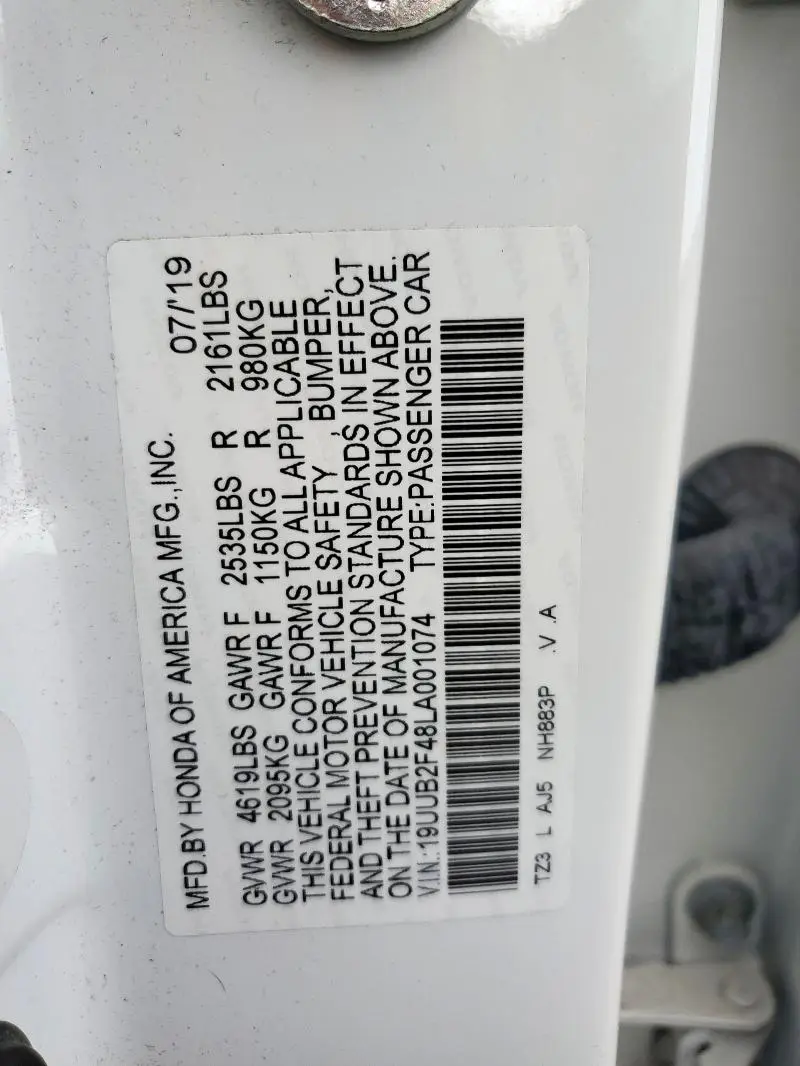 MFD.BY HONDA OF AMERICA MFG.,INC. 07/'19
GVWR 4619LBS GAWR F 2535LBS R 2161LBS
GVWR 2095KG GAWR F 1150KG R 980KG
THIS VEHICLE CONFORMS TO ALL APPLICABLE
FEDERAL MOTOR VEHICLE SAFETY , BUMPER,
AND THEFT PREVENTION STANDARDS IN EFFECT
ON THE DATE OF MANUFACTURE SHOWN ABOVE.
V.IN.:19UUB2F48LA001074 TYPE:PASSENGER CAR
TZ3 L AJ5 NH883P .V .A